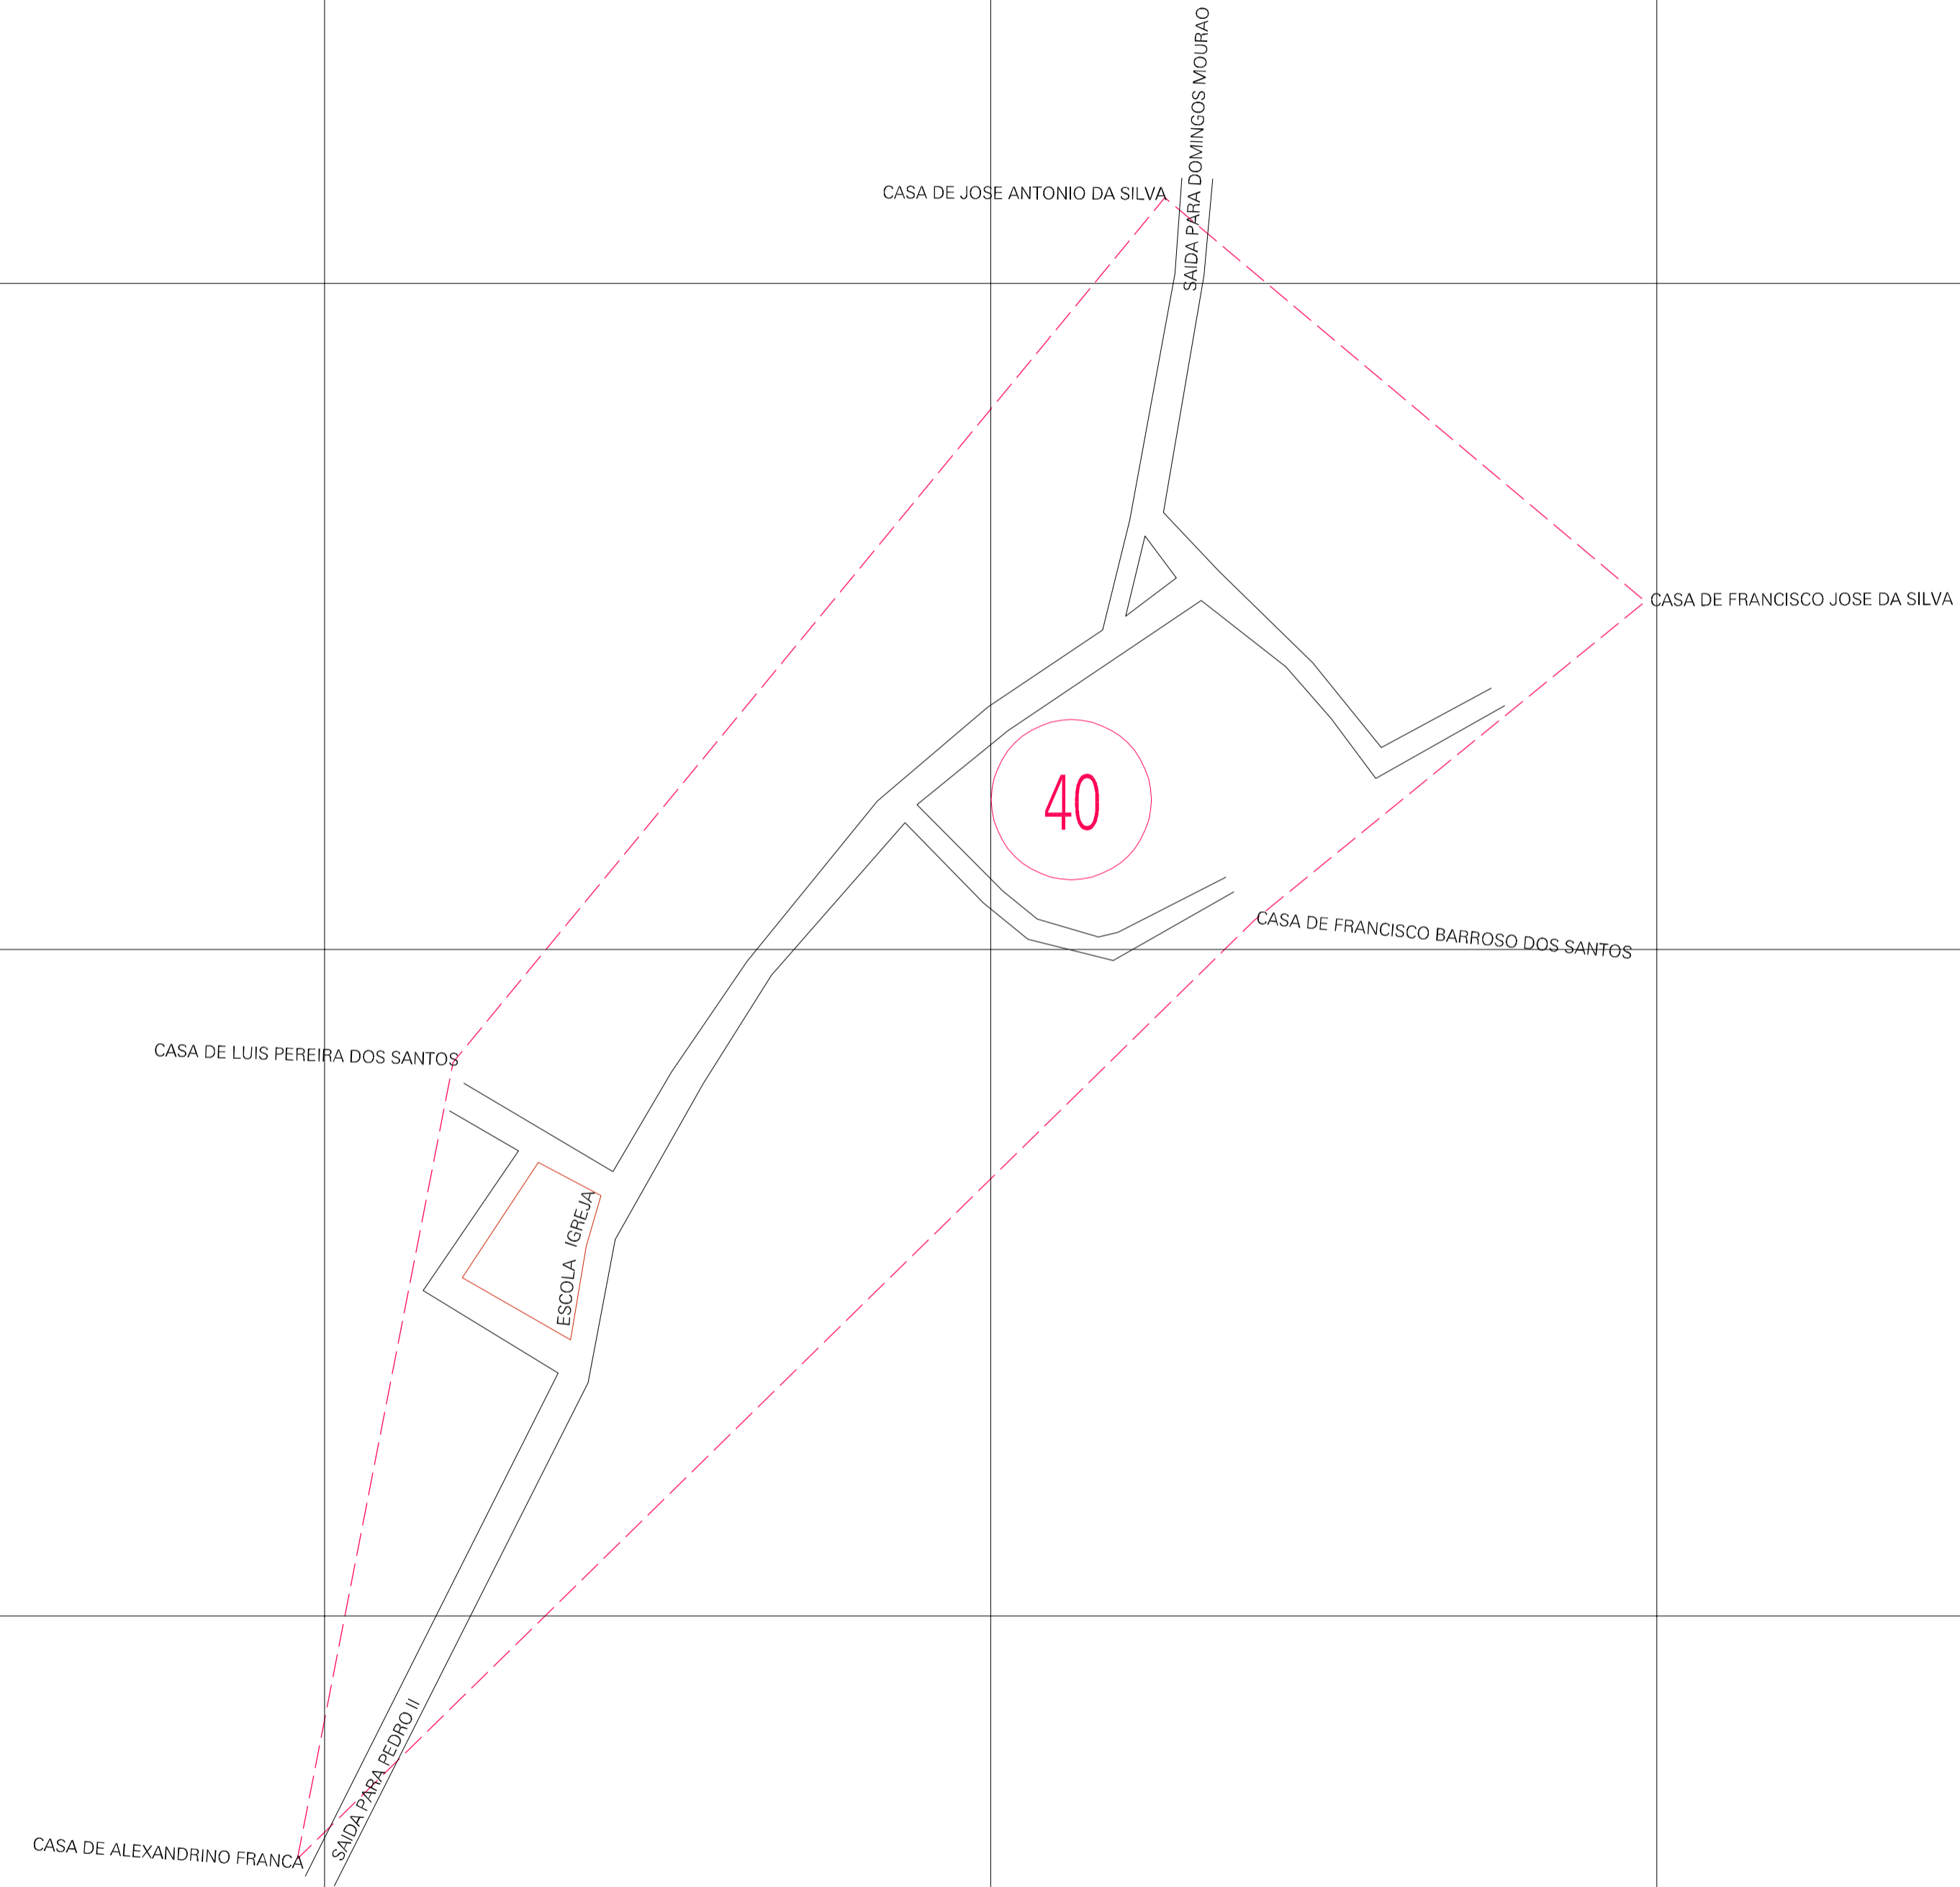 SAIDA PARA DOMINGOS MOURAO
CASA DE JOSE ANTONIO DA SILVA
CASA DE FRANCISCO JOSE DA SILVA
40
CASA DE FRANCISCO BARROSO DOS SANTOS
CASA DE LUIS PEREIRA DOS SANTOS
ESCOLA IGREJA
SAIDA PARA PEDRO II
CASA DE ALEXANDRINO FRANCA